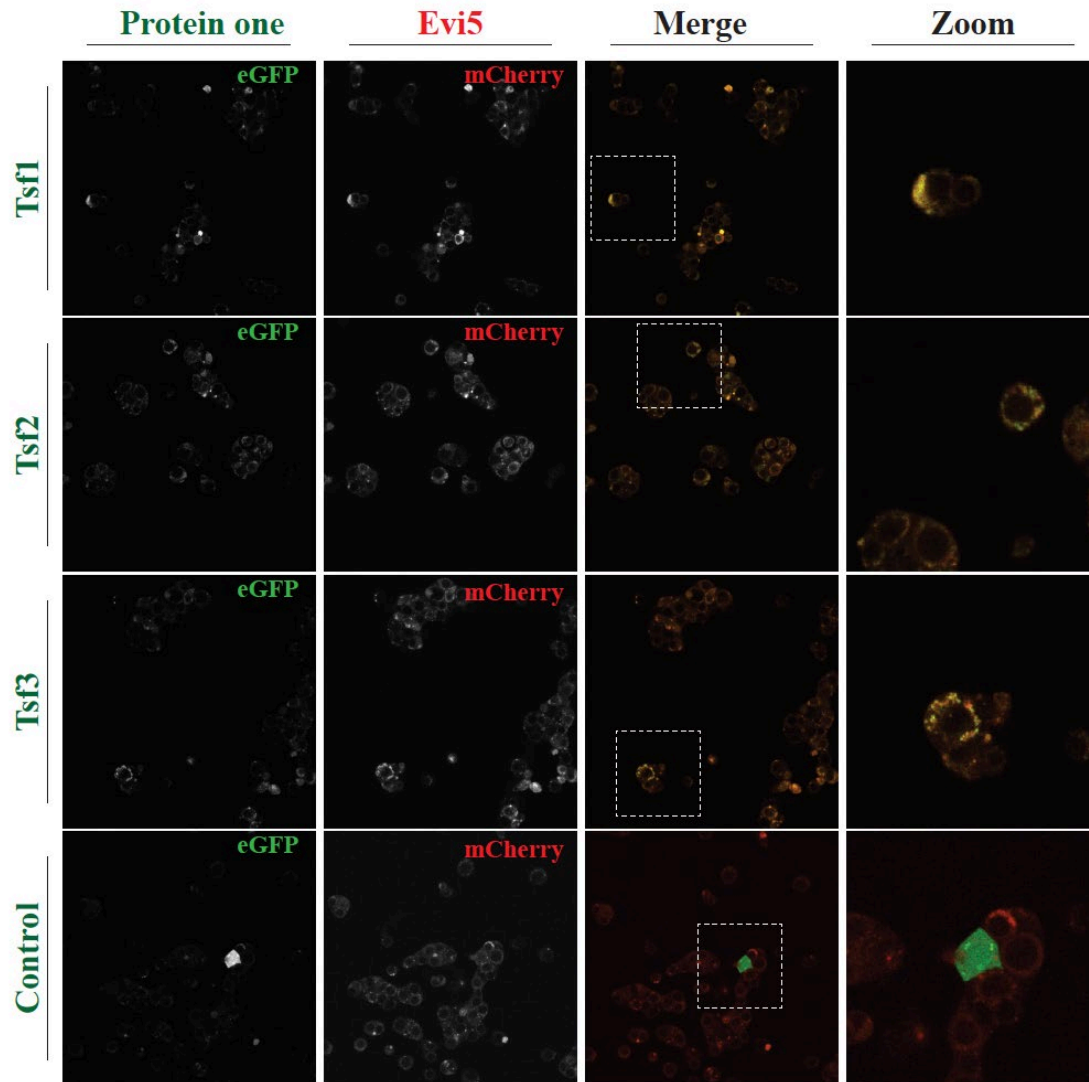 Protein one Evi5 Merge Zoom
Tsf1 eGFP mCherry
Tsf2 eGFP mCherry
Tsf3 eGFP mCherry
Control eGFP mCherry